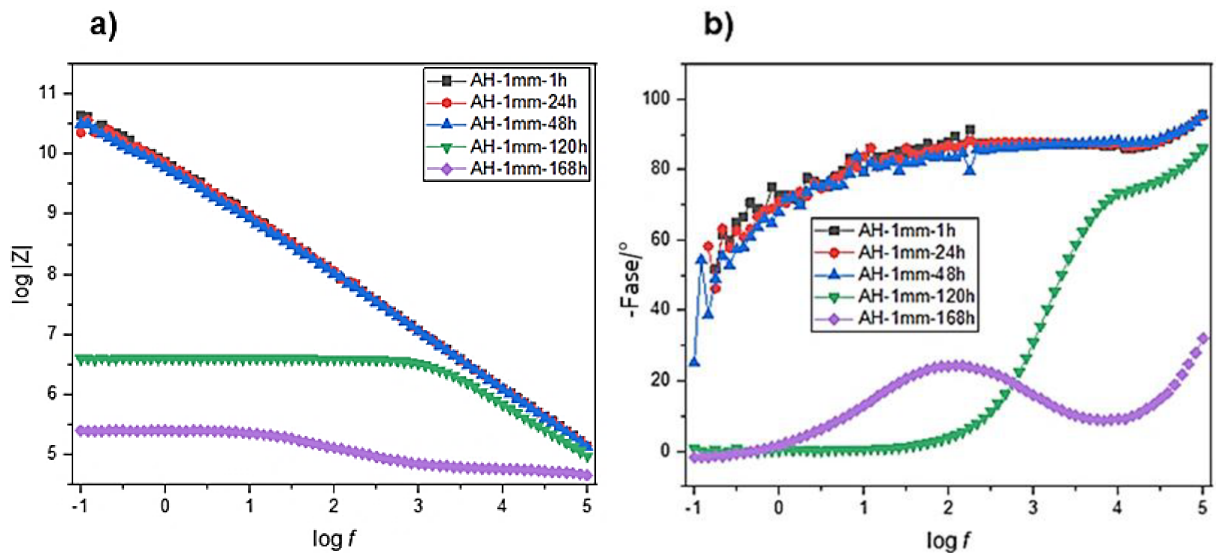 a)
11
10
9
8
7
6
5
log |Z|
-1
0
1
2
3
4
5
log f
AH-1mm-1h
AH-1mm-24h
AH-1mm-48h
AH-1mm-120h
AH-1mm-168h
b)
100
80
60
40
20
0
-Fase/°
-1
0
1
2
3
4
5
log f
AH-1mm-1h
AH-1mm-24h
AH-1mm-48h
AH-1mm-120h
AH-1mm-168h